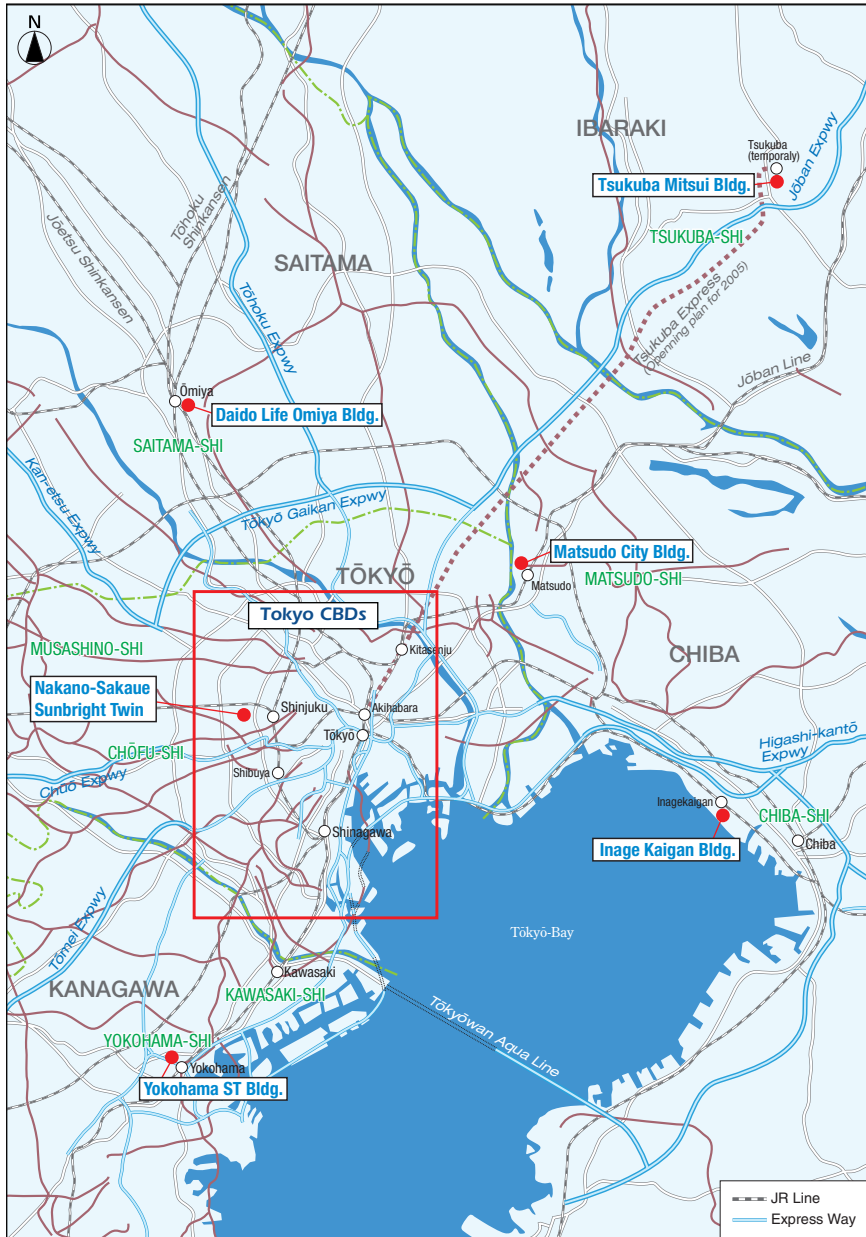 N
IBARAKI
Tsukuba
(temporaly)
Jōban Expwy
Tsukuba Mitsui Bldg.
TSUKUBA-SHI
Tōhoku
Shinkansen
Jōetsu Shinkansen
SAITAMA
Tōhoku Expwy
Tsukuba Express
(Openning plan for 2005)
Jōban Line
Ōmiya
Daido Life Omiya Bldg.
SAITAMA-SHI
Kan-etsu Expwy
Tōkyō Gaikan Expwy
Matsudo City Bldg.
MATSUDO-SHI
Matsudo
TŌKYŌ
Tokyo CBDs
MUSASHINO-SHI
Kitasenju
CHIBA
Nakano-Sakaue
Sunbright Twin
Shinjuku
Akihabara
Tōkyō
CHŌFU-SHI
Chuo Expwy
Shibuya
Higashi-kantō
Expwy
Inagekaigan
CHIBA-SHI
Shinagawa
Chiba
Inage Kaigan Bldg.
Tōmei Expwy
Tōkyō-Bay
Kawasaki
KANAGAWA
KAWASAKI-SHI
Tōkyōwan Aqua Line
YOKOHAMA-SHI
Yokohama
Yokohama ST Bldg.
JR Line
Express Way